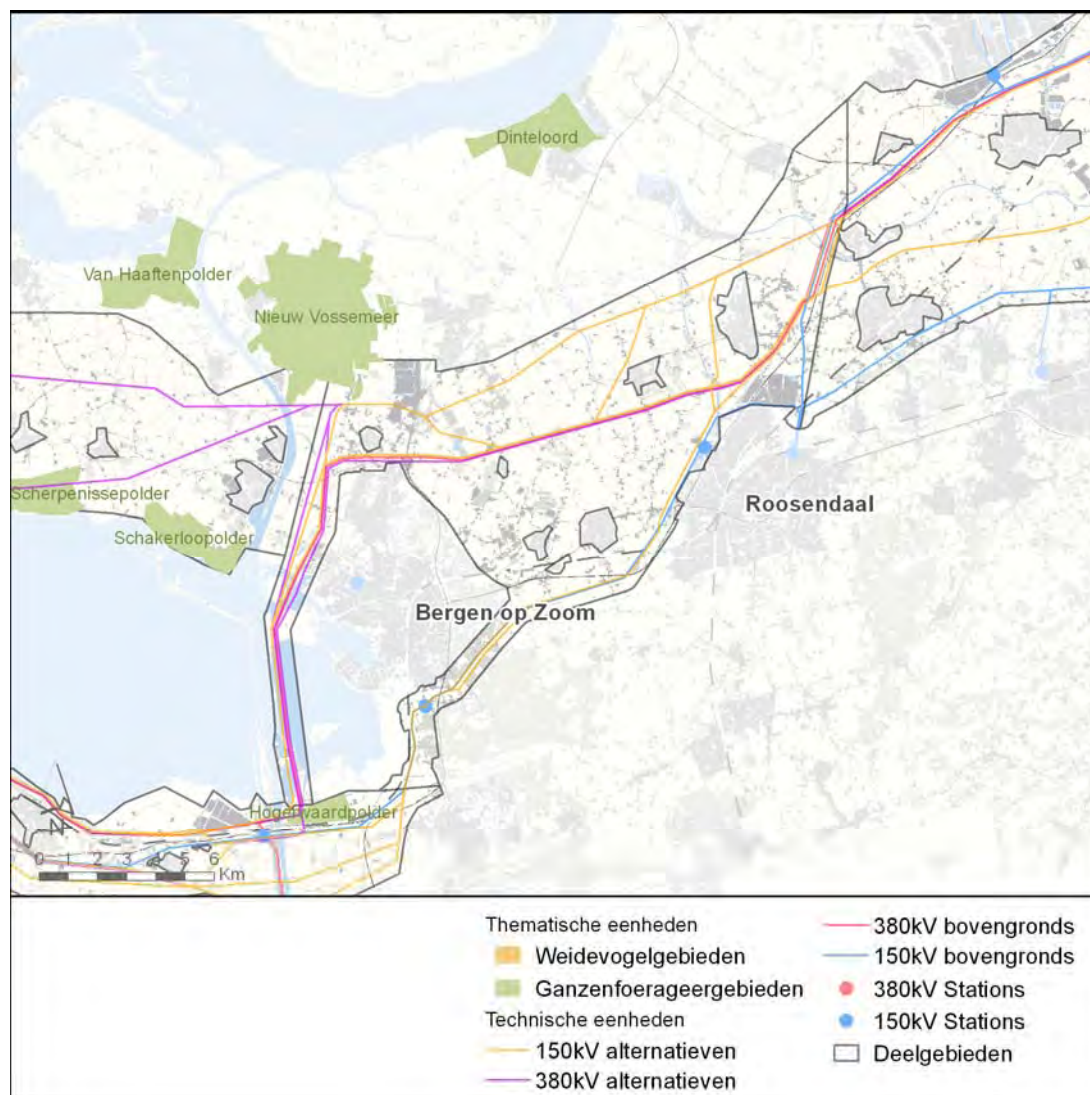 Dinteloord
Van Haaftenpolder
Nieuw Vossemeer
Scherpenissepolder
Schakerloopolder
Roosendaal
Bergen op Zoom
Hogerwaardpolder
N
0 1 2 3 4 5 6
Km
Thematische eenheden
Weidevogelgebieden
Ganzenfoerageergebieden
Technische eenheden
150kV alternatieven
380kV alternatieven
380kV bovengronds
150kV bovengronds
380kV Stations
150kV Stations
Deelgebieden